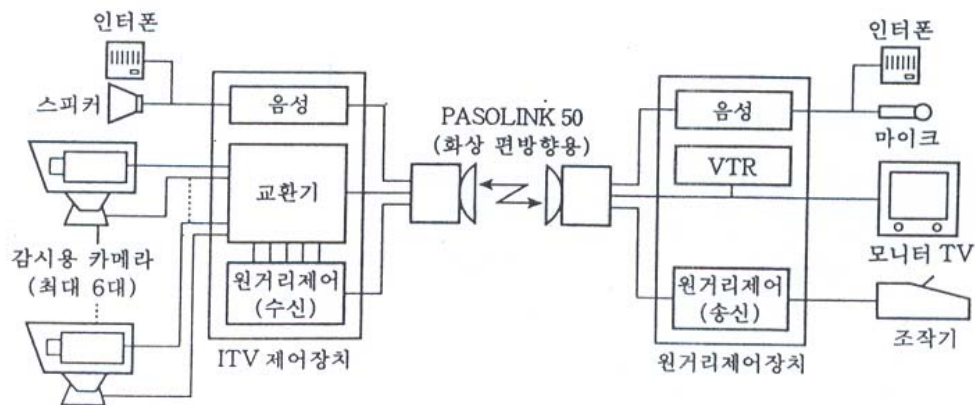 인터폰
스피커
음성
교환기
원거리제어
(수신)
ITV 제어장치
감시용 카메라
(최대 6대)
PASOLINK 50
(화상 편방향용)
인터폰
음성
마이크
VTR
모니터 TV
원거리제어
(송신)
조작기
원거리제어장치